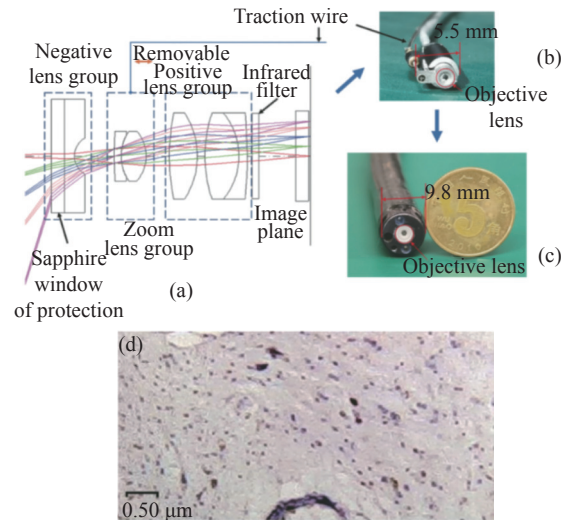 Traction wire
Negative
lens group
Removable
Positive
lens group
Infrared
filter
5.5 mm
(b)
Objective
lens
Zoom
lens group
Image
plane
Sapphire
window
of protection
(a)
9.8 mm
Objective lens
(c)
(d)
0.50 μm